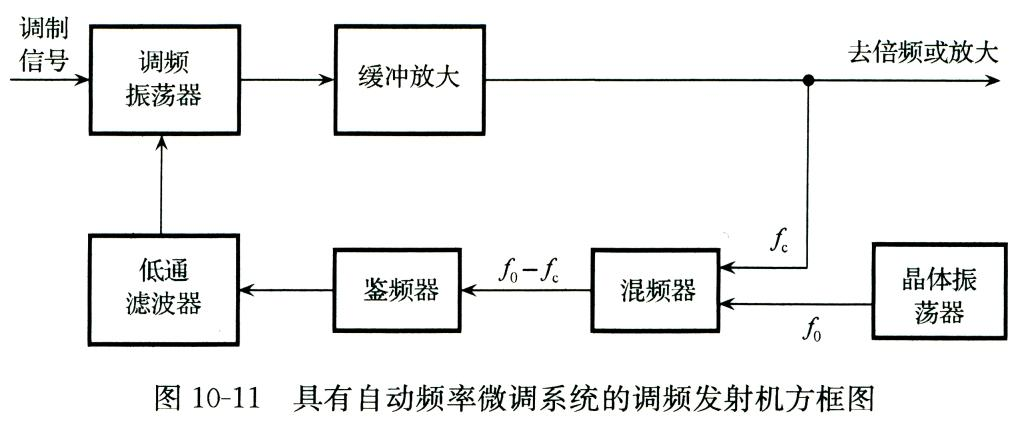 调制
信号
调频
振荡器
缓冲放大
去倍频或放大
低通
滤波器
鉴频器
f₀-f_c
混频器
f_c
f₀
晶体振
荡器
图 10-11 具有自动频率微调系统的调频发射机方框图